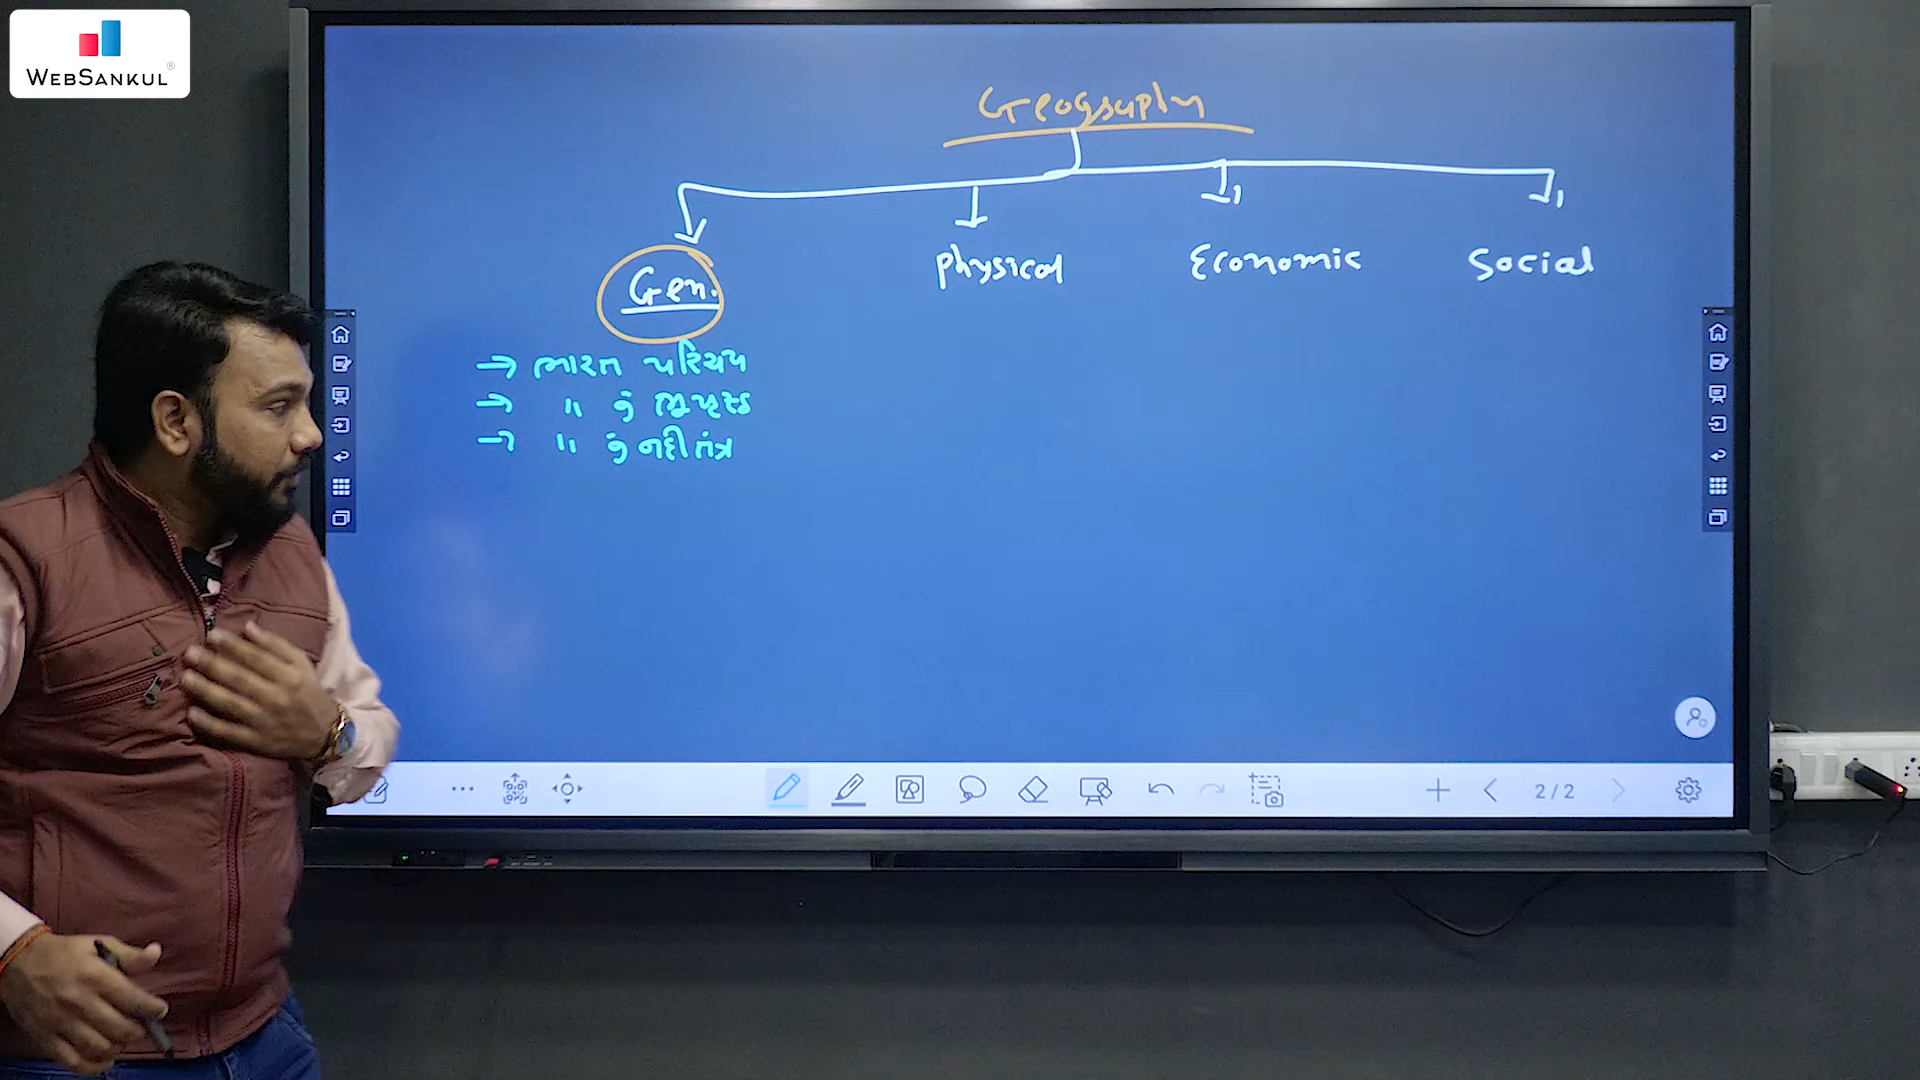 WEBSANKUL
Geography
Gen.
Physical
Economic
Social
→ ભારત પરિચય
→ " નું ભૂપૃષ્ઠ
→ " નું નદીતંત્ર
2/2